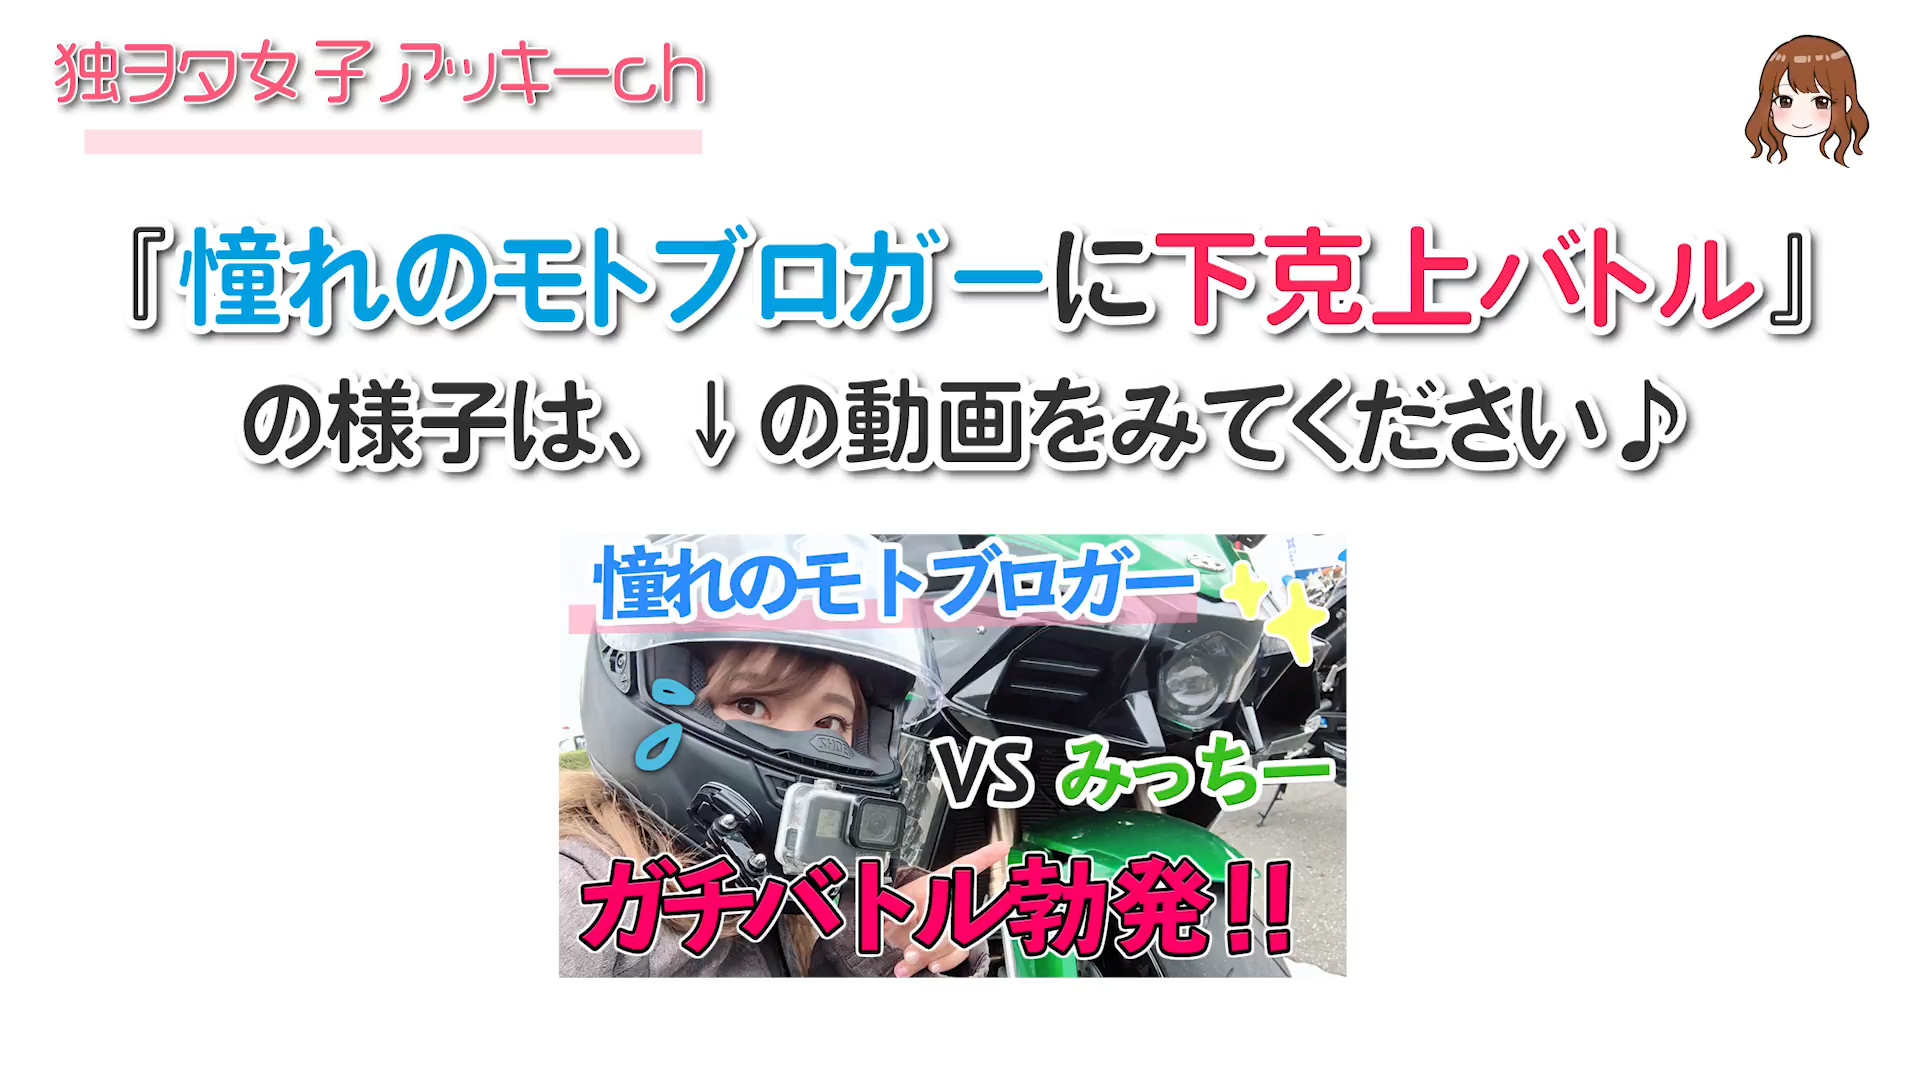 独ヲタ女子アッキーch
『憧れのモトブロガーに下克上バトル』
の様子は、↓の動画をみてください♪
憧れのモトブロガー
SHOEI
VS みっちー
ガチバトル勃発!!